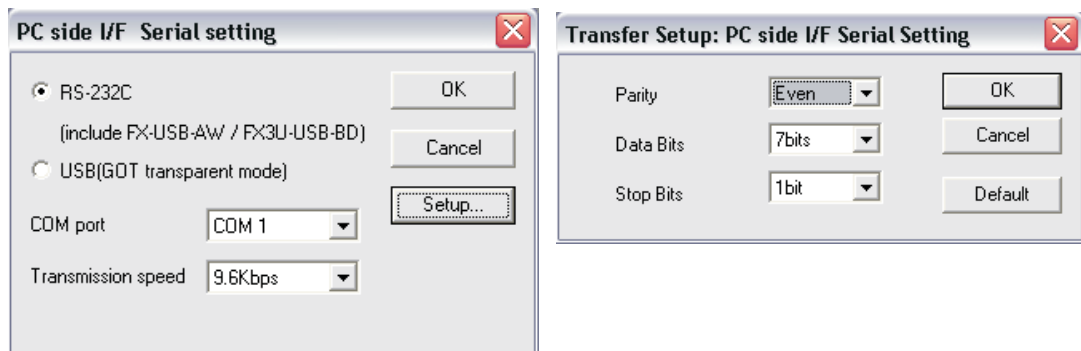 PC side I/F Serial setting
RS-232C
(include FX-USB-AW / FX3U-USB-BD)
USB(GOT transparent mode)
COM port
COM 1
Transmission speed
9.6Kbps
OK
Cancel
Setup...
Transfer Setup: PC side I/F Serial Setting
Parity
Even
Data Bits
7bits
Stop Bits
1bit
OK
Cancel
Default